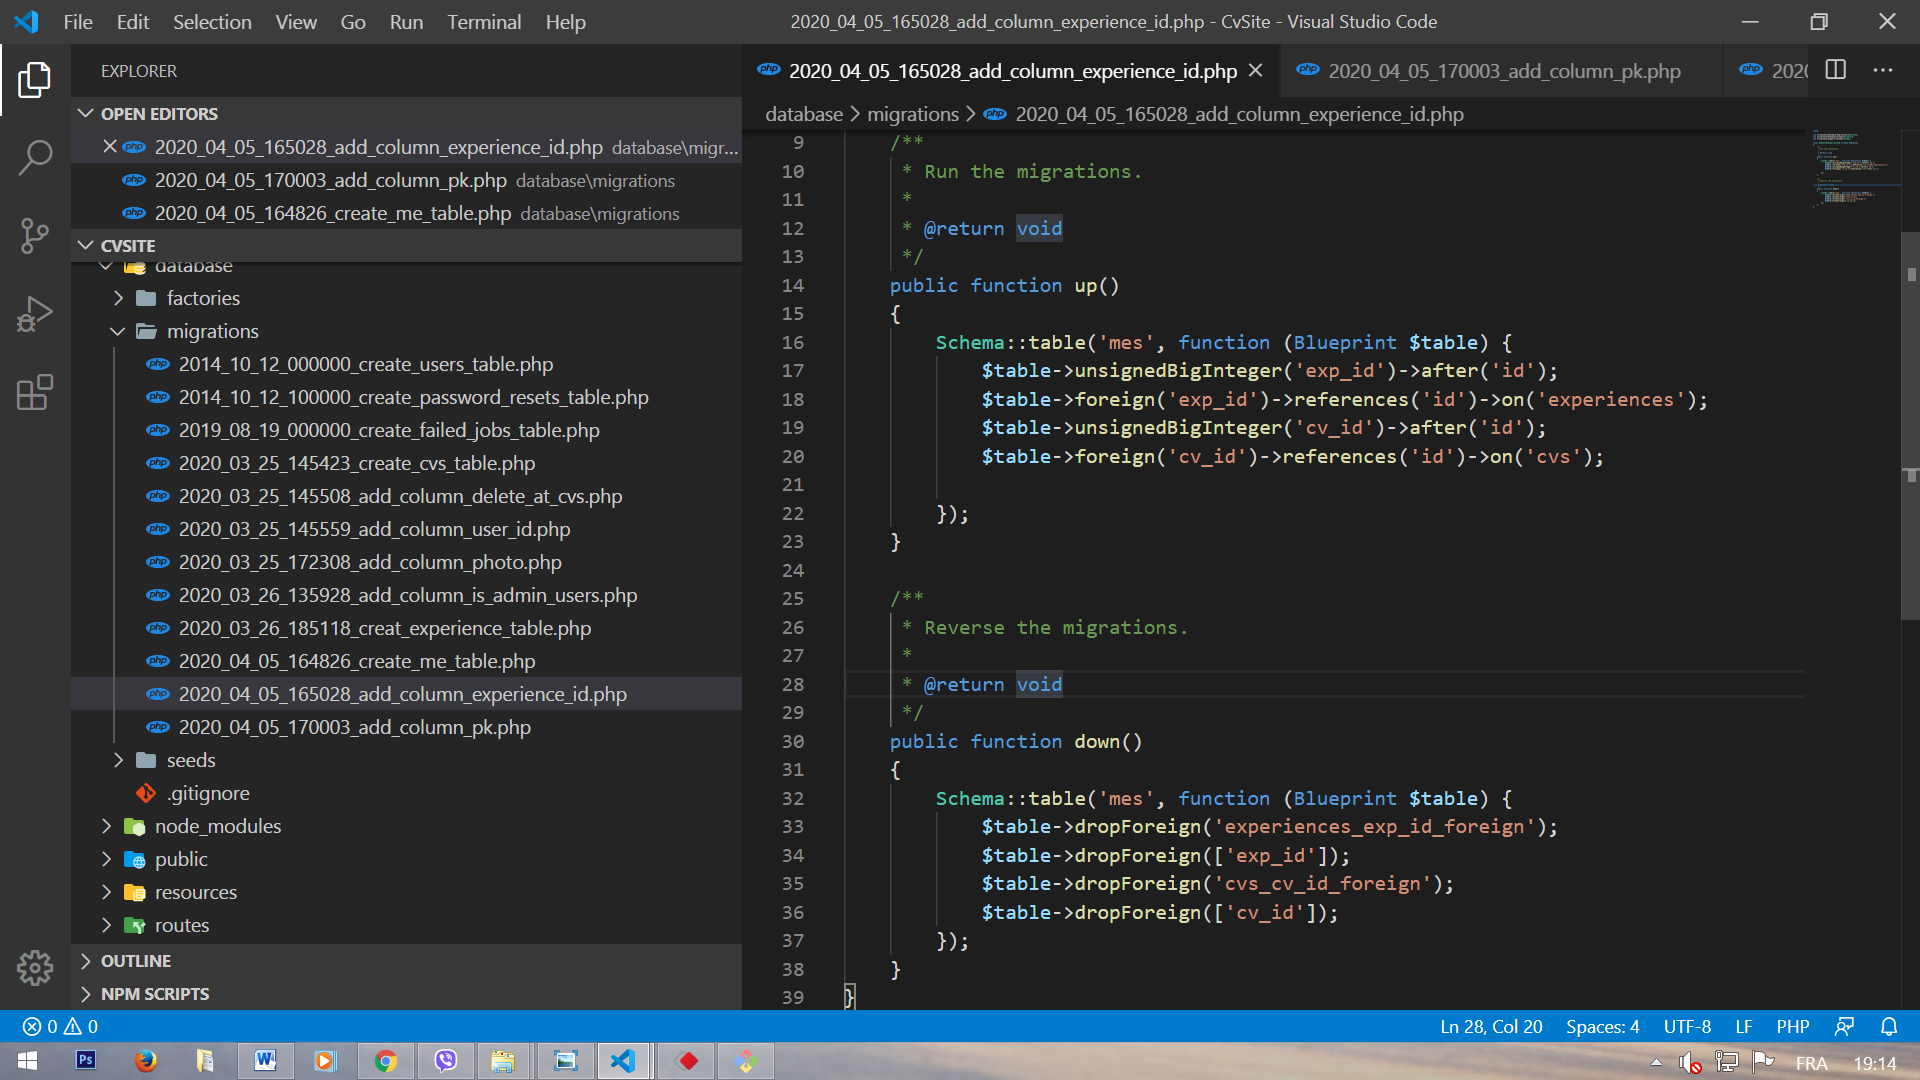 File Edit Selection View Go Run Terminal Help
2020_04_05_165028_add_column_experience_id.php - CvSite - Visual Studio Code
EXPLORER
OPEN EDITORS
2020_04_05_165028_add_column_experience_id.php database\migr...
2020_04_05_170003_add_column_pk.php database\migrations
2020_04_05_164826_create_me_table.php database\migrations
CVSITE
database
factories
migrations
2014_10_12_000000_create_users_table.php
2014_10_12_100000_create_password_resets_table.php
2019_08_19_000000_create_failed_jobs_table.php
2020_03_25_145423_create_cvs_table.php
2020_03_25_145508_add_column_delete_at_cvs.php
2020_03_25_145559_add_column_user_id.php
2020_03_25_172308_add_column_photo.php
2020_03_26_135928_add_column_is_admin_users.php
2020_03_26_185118_creat_experience_table.php
2020_04_05_164826_create_me_table.php
2020_04_05_165028_add_column_experience_id.php
2020_04_05_170003_add_column_pk.php
seeds
.gitignore
node_modules
public
resources
routes
OUTLINE
NPM SCRIPTS
2020_04_05_165028_add_column_experience_id.php 2020_04_05_170003_add_column_pk.php 202
database > migrations > 2020_04_05_165028_add_column_experience_id.php
9 /**
10 * Run the migrations.
11 *
12 * @return void
13 */
14 public function up()
15 {
16 Schema::table('mes', function (Blueprint $table) {
17 $table->unsignedBigInteger('exp_id')->after('id');
18 $table->foreign('exp_id')->references('id')->on('experiences');
19 $table->unsignedBigInteger('cv_id')->after('id');
20 $table->foreign('cv_id')->references('id')->on('cvs');
21
22 });
23 }
24
25 /**
26 * Reverse the migrations.
27 *
28 * @return void
29 */
30 public function down()
31 {
32 Schema::table('mes', function (Blueprint $table) {
33 $table->dropForeign('experiences_exp_id_foreign');
34 $table->dropForeign(['exp_id']);
35 $table->dropForeign('cvs_cv_id_foreign');
36 $table->dropForeign(['cv_id']);
37 });
38 }
39 }
0 0
Ln 28, Col 20 Spaces: 4 UTF-8 LF PHP
Ps
FRA 19:14